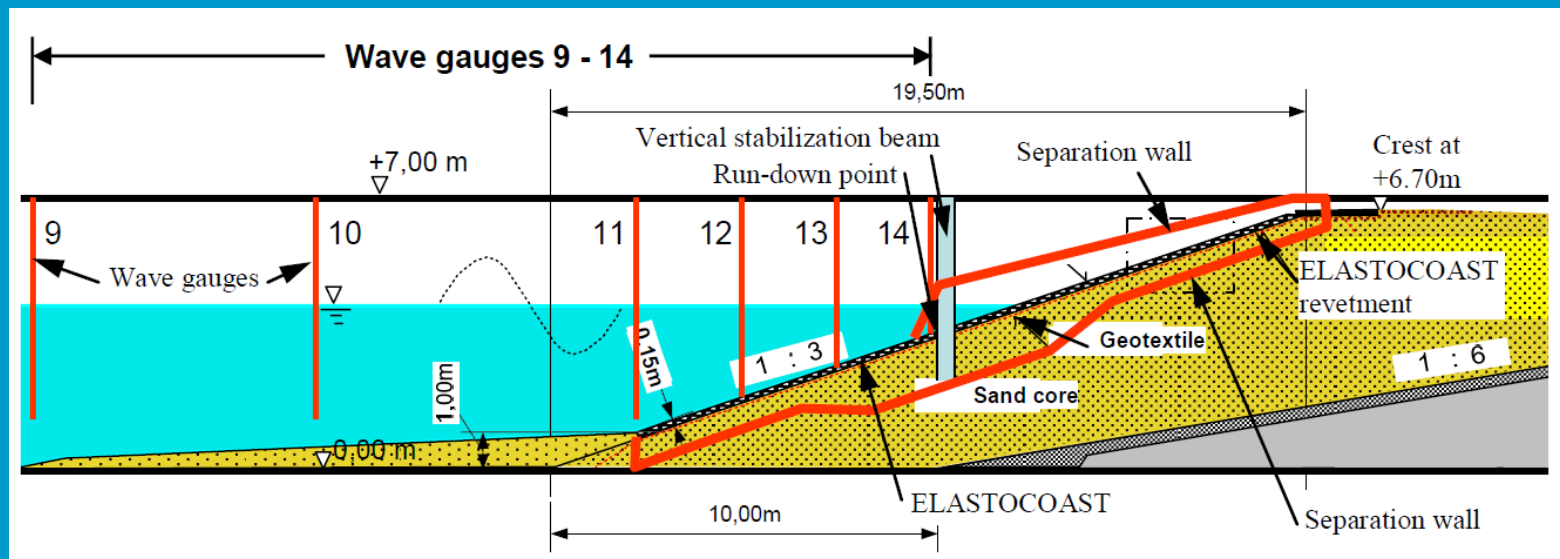 Wave gauges 9 - 14
19,50m
Vertical stabilization beam
Run-down point
Separation wall
Crest at
+6.70m
+7,00 m
9
10
11
12
13
14
Wave gauges
ELASTOCOAST
revetment
0,15m
1 : 3
Geotextile
1 : 6
1,00m
Sand core
0,00 m
ELASTOCOAST
10,00m
Separation wall